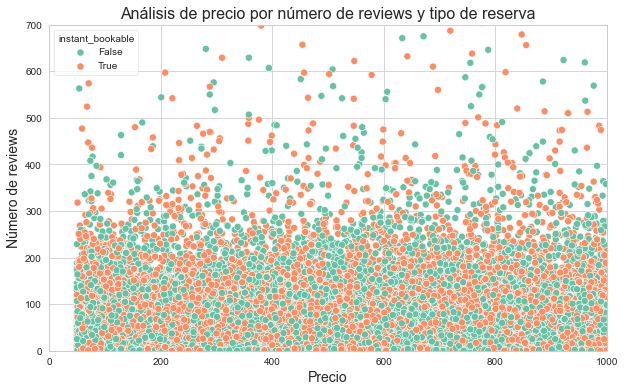 Análisis de precio por número de reviews y tipo de reserva
instant_bookable
False
True
Número de reviews
700
600
500
400
300
200
100
0
0 200 400 600 800 1000
Precio